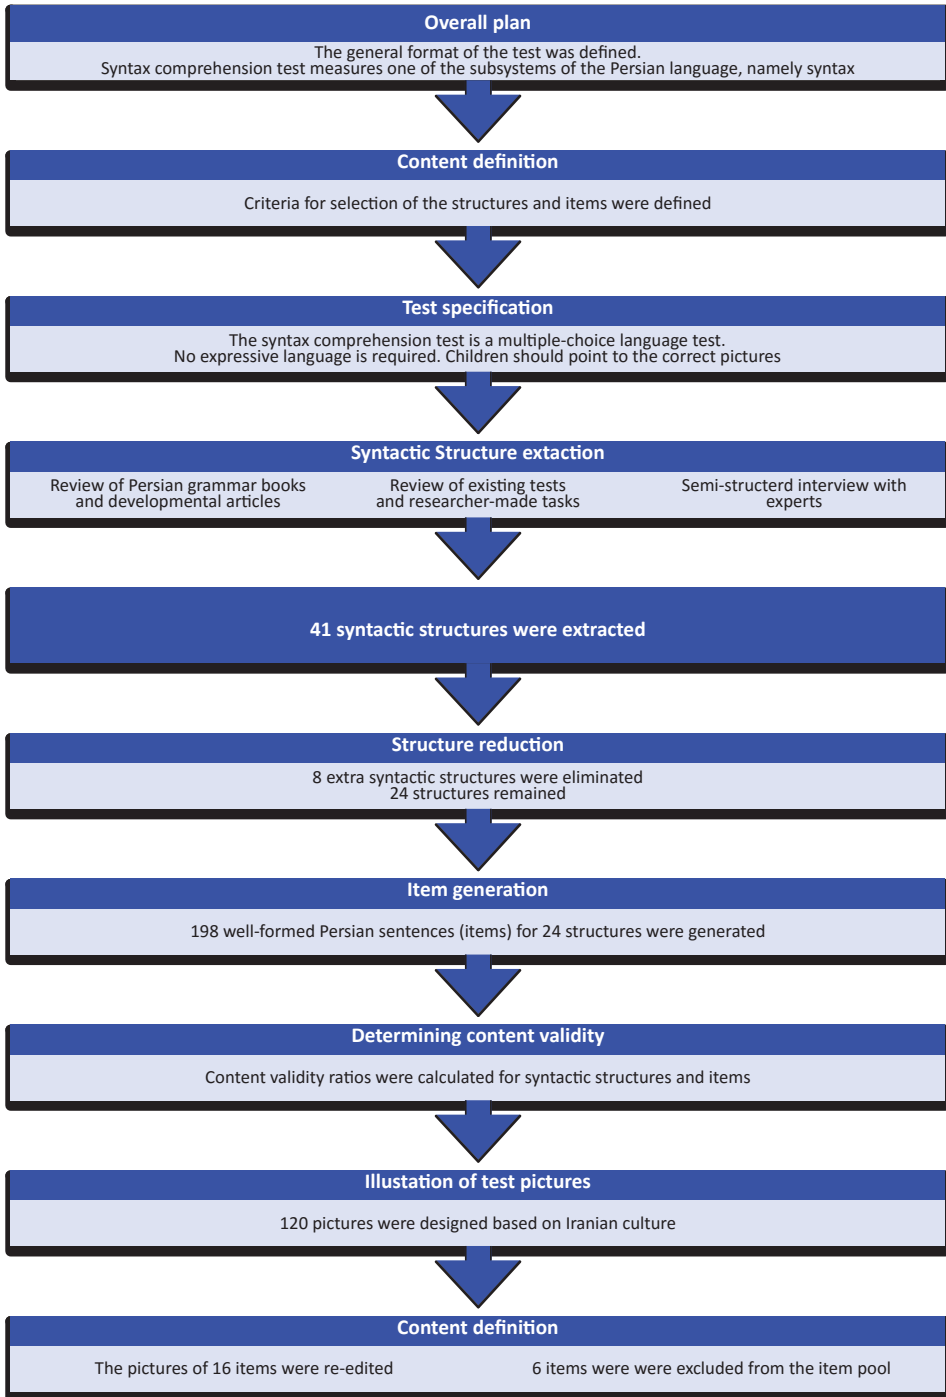 Overall plan
The general format of the test was defined.
Syntax comprehension test measures one of the subsystems of the Persian language, namely syntax
Content definition
Criteria for selection of the structures and items were defined
Test specification
The syntax comprehension test is a multiple-choice language test.
No expressive language is required. Children should point to the correct pictures
Syntactic Structure extaction
Review of Persian grammar books
and developmental articles
Review of existing tests
and researcher-made tasks
Semi-structerd interview with
experts
41 syntactic structures were extracted
Structure reduction
8 extra syntactic structures were eliminated
24 structures remained
Item generation
198 well-formed Persian sentences (items) for 24 structures were generated
Determining content validity
Content validity ratios were calculated for syntactic structures and items
Illustation of test pictures
120 pictures were designed based on Iranian culture
Content definition
The pictures of 16 items were re-edited
6 items were were excluded from the item pool